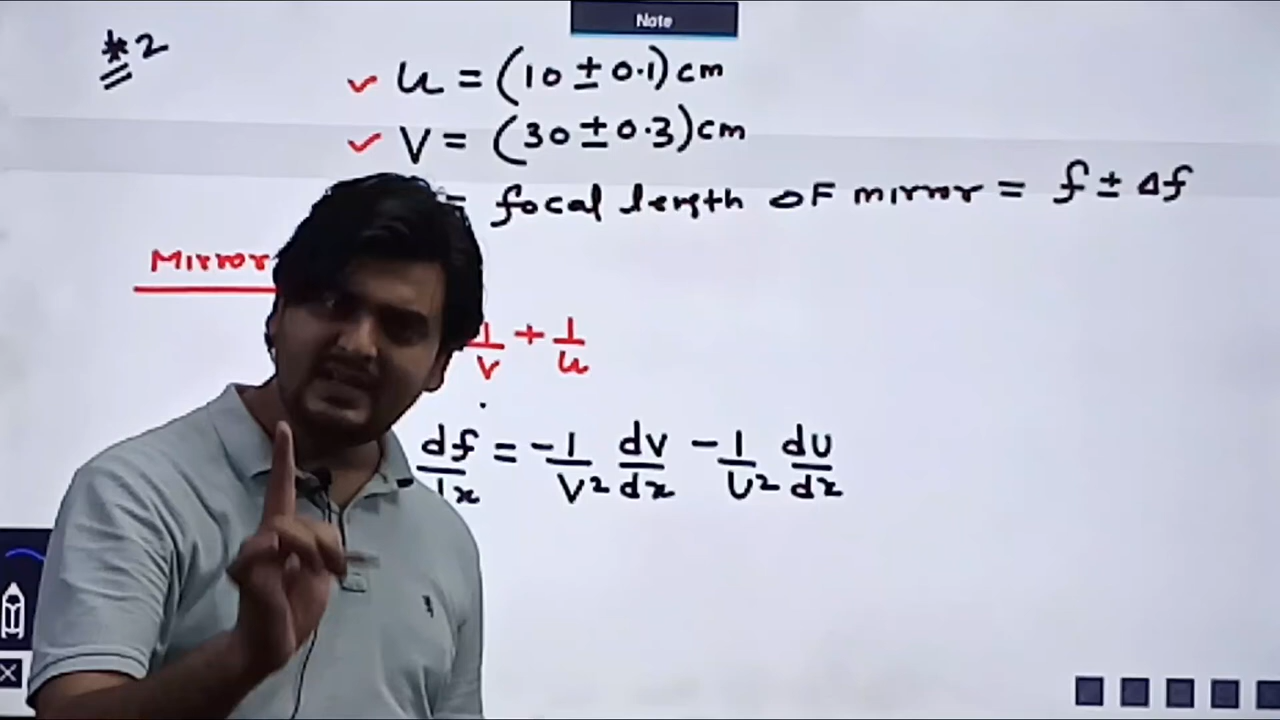 Note
*2
u = (10 ± 0.1) cm
V = (30 ± 0.3) cm
= focal length of mirror = f ± Δf
Mirror
1/v + 1/u
df/dx = -1/V² dv/dx - 1/U² du/dx